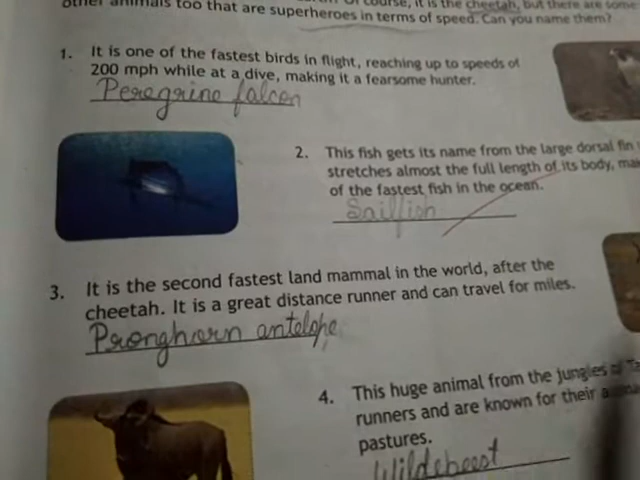 other animals too that are superheroes in terms of speed. Can you name them?
1. It is one of the fastest birds in flight, reaching up to speeds of
200 mph while at a dive, making it a fearsome hunter.
Peregrine falcon
2. This fish gets its name from the large dorsal fin
stretches almost the full length of its body,
of the fastest fish in the ocean.
Sailfish
3. It is the second fastest land mammal in the world, after the
cheetah. It is a great distance runner and can travel for miles.
Pronghorn antelope
4. This huge animal from the jungles
runners and are known for their
pastures.
Wildebeest